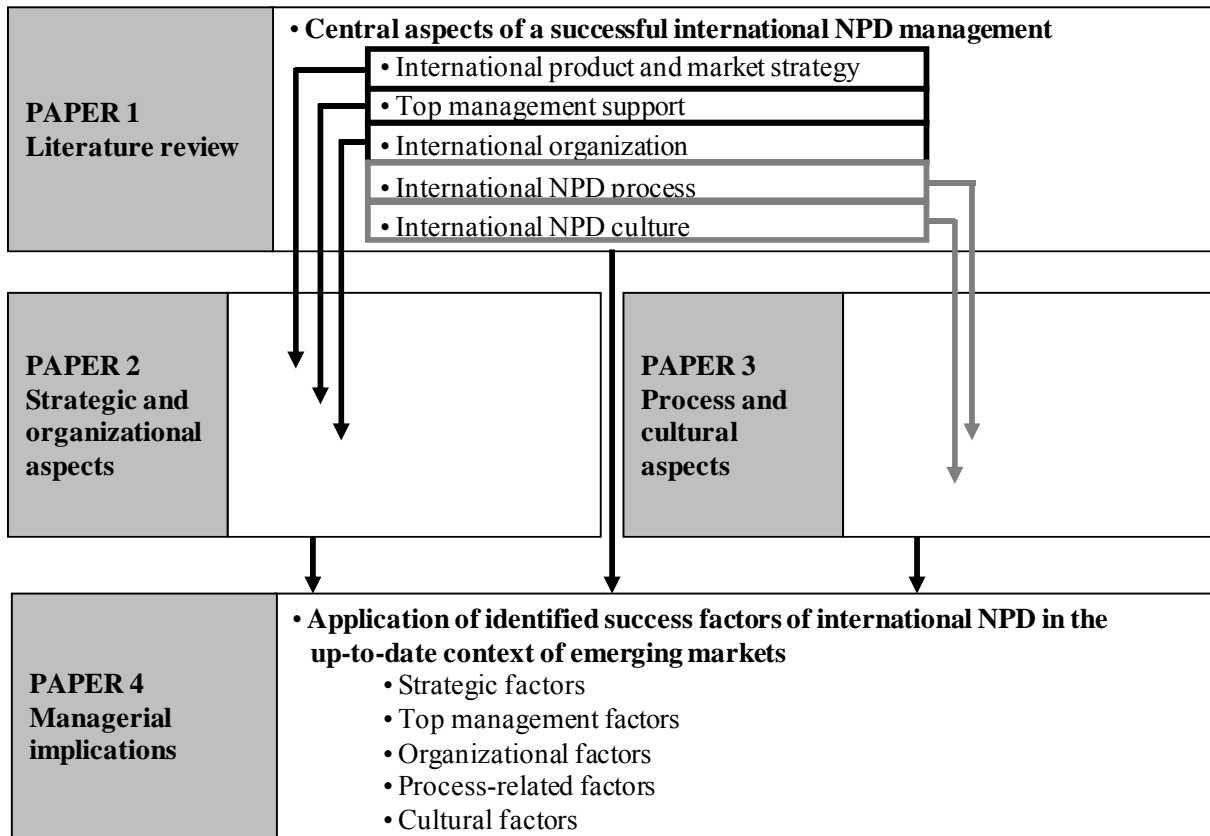 • Central aspects of a successful international NPD management
• International product and market strategy
• Top management support
• International organization
• International NPD process
• International NPD culture
PAPER 1
Literature review
PAPER 2
Strategic and
organizational
aspects
PAPER 3
Process and
cultural
aspects
PAPER 4
Managerial
implications
• Application of identified success factors of international NPD in the
up-to-date context of emerging markets
• Strategic factors
• Top management factors
• Organizational factors
• Process-related factors
• Cultural factors